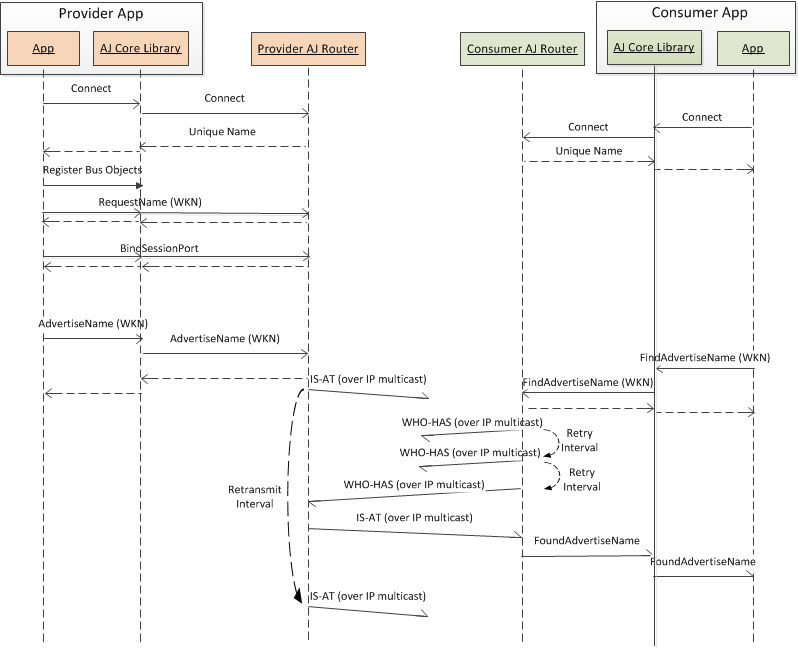 Provider App
Consumer App
App
AJ Core Library
Provider AJ Router
Consumer AJ Router
AJ Core Library
App
Connect
Connect
Connect
Connect
Unique Name
Unique Name
Register Bus Objects
RequestName (WKN)
BindSessionPort
AdvertiseName (WKN)
AdvertiseName (WKN)
FindAdvertiseName (WKN)
IS-AT (over IP multicast)
FindAdvertiseName (WKN)
WHO-HAS (over IP multicast)
Retry
Interval
WHO-HAS (over IP multicast)
Retry
Interval
WHO-HAS (over IP multicast)
Retransmit
Interval
IS-AT (over IP multicast)
FoundAdvertiseName
FoundAdvertiseName
IS-AT (over IP multicast)